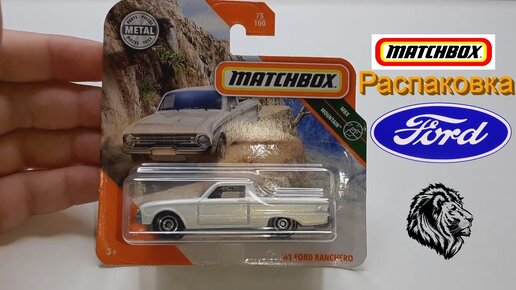 METAL
75
100
MATCHBOX
MBX
MOUNTAIN
'61 FORD RANCHERO
3+
MATCHBOX
Распаковка
Ford